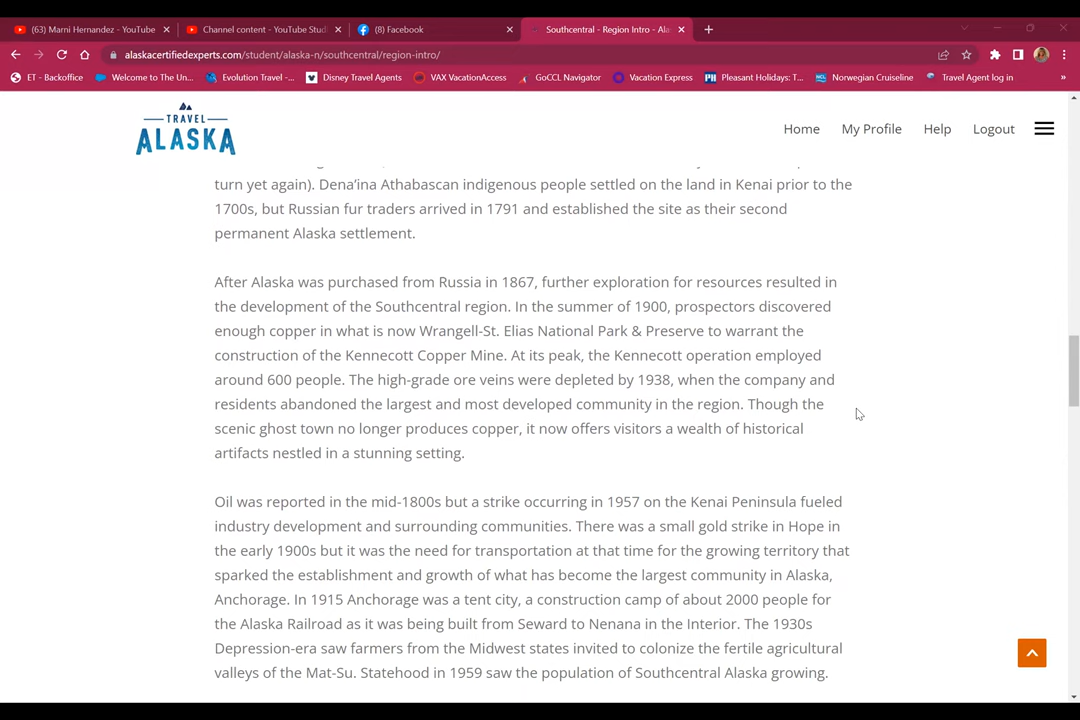 (63) Marni Hernandez - YouTube
Channel content - YouTube Studi
(8) Facebook
Southcentral - Region Intro - Ala
alaskacertifiedexperts.com/student/alaska-n/southcentral/region-intro/
ET - Backoffice
Welcome to The Un...
Evolution Travel -...
Disney Travel Agents
VAX VacationAccess
GoCCL Navigator
Vacation Express
Pleasant Holidays: T...
Norwegian Cruiseline
Travel Agent log in
TRAVEL
ALASKA
Home
My Profile
Help
Logout
turn yet again). Dena’ina Athabascan indigenous people settled on the land in Kenai prior to the
1700s, but Russian fur traders arrived in 1791 and established the site as their second
permanent Alaska settlement.
After Alaska was purchased from Russia in 1867, further exploration for resources resulted in
the development of the Southcentral region. In the summer of 1900, prospectors discovered
enough copper in what is now Wrangell-St. Elias National Park & Preserve to warrant the
construction of the Kennecott Copper Mine. At its peak, the Kennecott operation employed
around 600 people. The high-grade ore veins were depleted by 1938, when the company and
residents abandoned the largest and most developed community in the region. Though the
scenic ghost town no longer produces copper, it now offers visitors a wealth of historical
artifacts nestled in a stunning setting.
Oil was reported in the mid-1800s but a strike occurring in 1957 on the Kenai Peninsula fueled
industry development and surrounding communities. There was a small gold strike in Hope in
the early 1900s but it was the need for transportation at that time for the growing territory that
sparked the establishment and growth of what has become the largest community in Alaska,
Anchorage. In 1915 Anchorage was a tent city, a construction camp of about 2000 people for
the Alaska Railroad as it was being built from Seward to Nenana in the Interior. The 1930s
Depression-era saw farmers from the Midwest states invited to colonize the fertile agricultural
valleys of the Mat-Su. Statehood in 1959 saw the population of Southcentral Alaska growing.